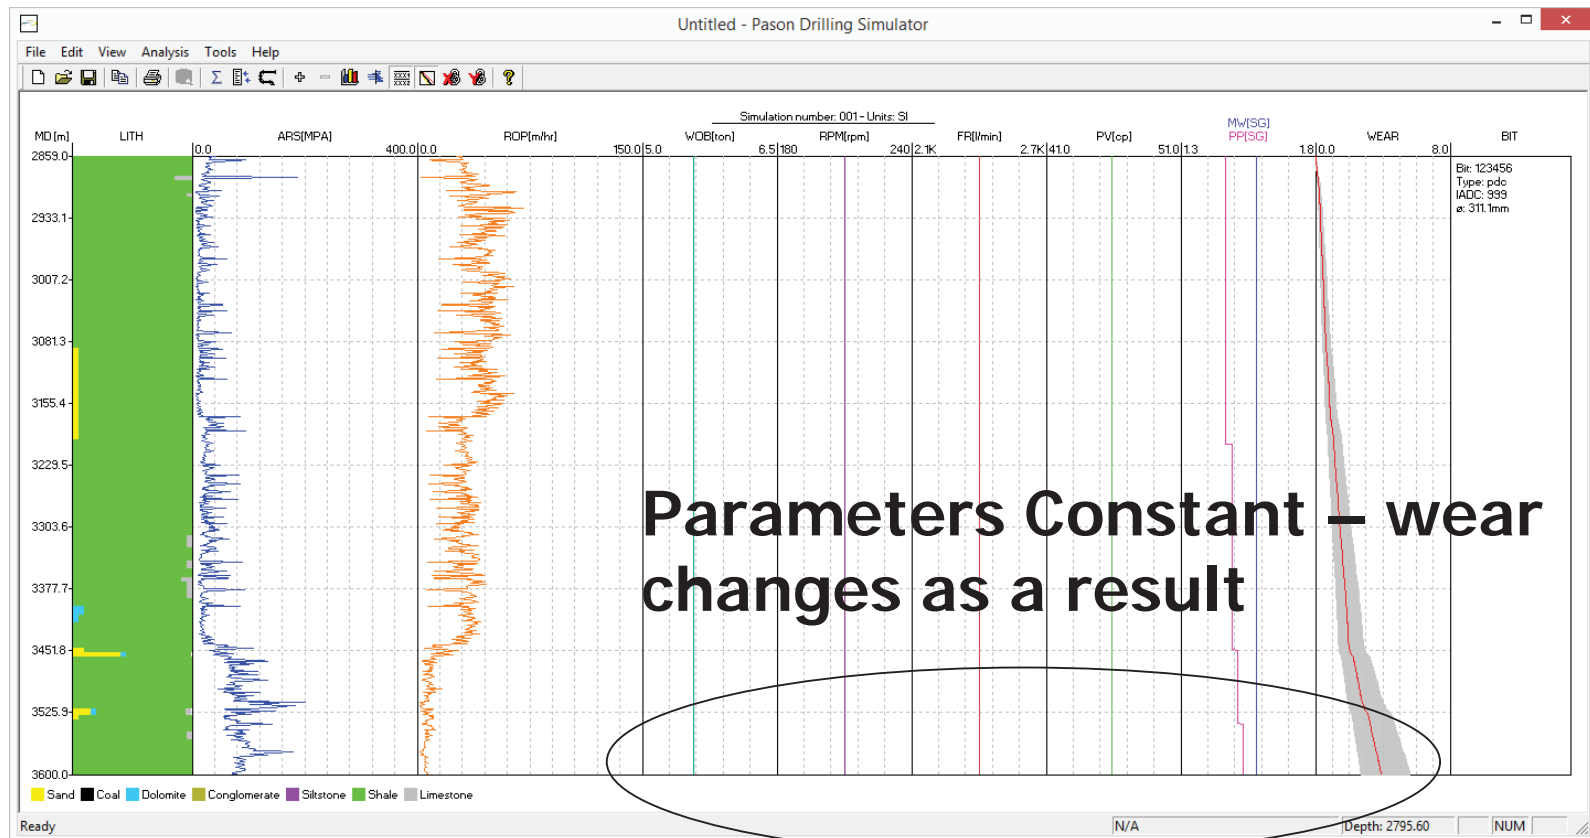 Untitled - Pason Drilling Simulator
File Edit View Analysis Tools Help
Simulation number: 001 - Units: SI
MW[SG]
MD [m] LITH ARS[MPA] ROP[m/hr] WOB[ton] RPM[rpm] FR[l/min] PV[cp] PP[SG] WEAR BIT
0.0 400.0 0.0 150.0 5.0 6.5 180 240 2.1K 2.7K 41.0 51.0 1.3 1.8 0.0 8.0
2859.0
Bit: 123456
Type: pdc
IADC: 999
ø: 311.1mm
2933.1
3007.2
3081.3
3155.4
3229.5
3303.6
3377.7
3451.8
3525.9
3600.0
Parameters Constant – wear
changes as a result
Sand Coal Dolomite Conglomerate Siltstone Shale Limestone
Ready N/A Depth: 2795.60 NUM